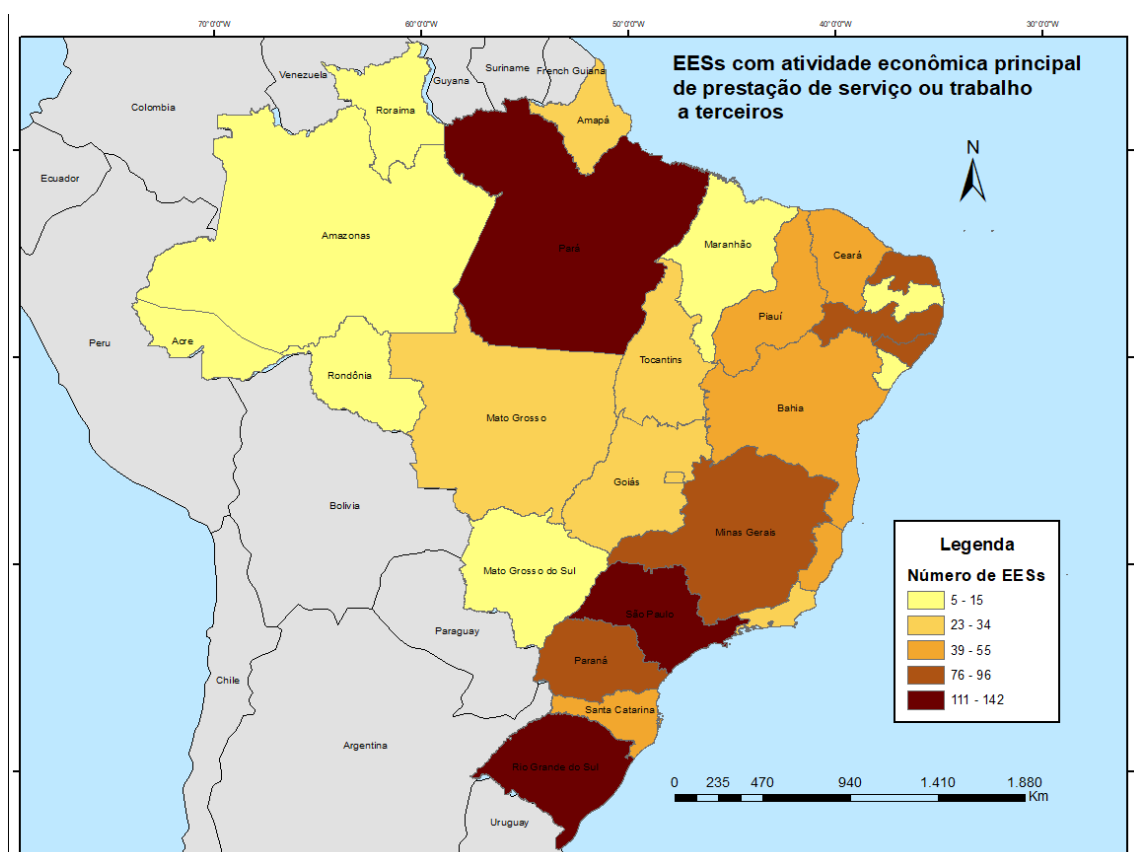 70°0'0"W
60°0'0"W
50°0'0"W
40°0'0"W
30°0'0"W
EESs com atividade econômica principal
de prestação de serviço ou trabalho
a terceiros
N
Venezuela
Guyana
Suriname
French Guiana
Colombia
Roraima
Amapá
Ecuador
Amazonas
Pará
Maranhão
Ceará
Piauí
Peru
Acre
Rondônia
Tocantins
Mato Grosso
Bahia
Goiás
Bolivia
Minas Gerais
Mato Grosso do Sul
São Paulo
Paraguay
Paraná
Chile
Santa Catarina
Argentina
Rio Grande do Sul
Uruguay
Legenda
Número de EESs
5 - 15
23 - 34
39 - 55
76 - 96
111 - 142
0 235 470 940 1.410 1.880
Km